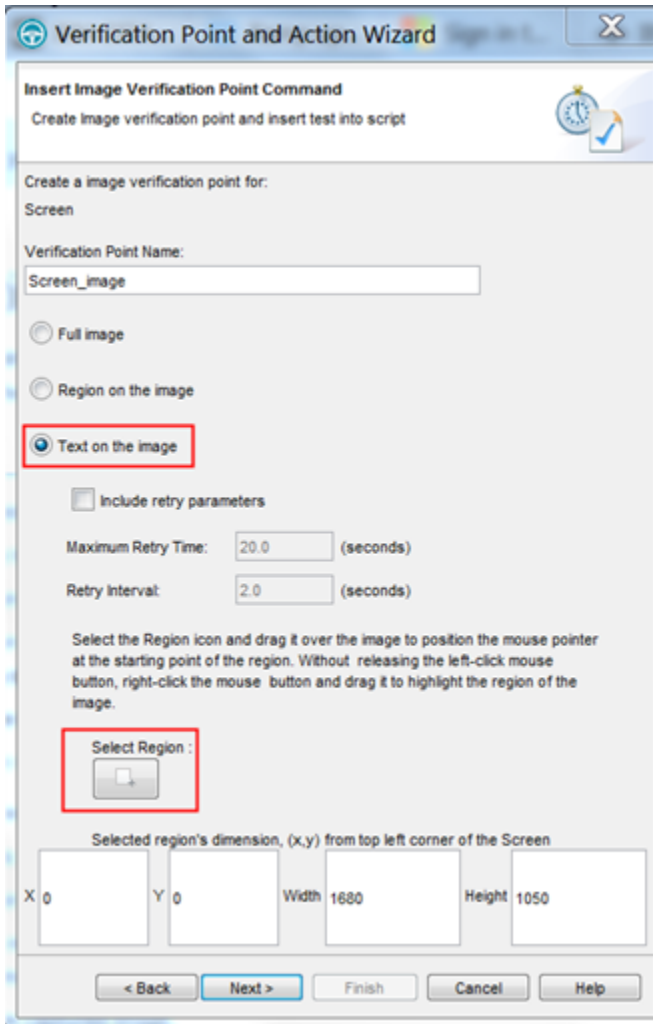 Verification Point and Action Wizard
Insert Image Verification Point Command
Create Image verification point and insert test into script
Create a image verification point for:
Screen
Verification Point Name:
Screen_image
Full image
Region on the image
Text on the image
Include retry parameters
Maximum Retry Time: 20.0 (seconds)
Retry Interval: 2.0 (seconds)
Select the Region icon and drag it over the image to position the mouse pointer
at the starting point of the region. Without releasing the left-click mouse
button, right-click the mouse button and drag it to highlight the region of the
image.
Select Region :
Selected region's dimension, (x,y) from top left corner of the Screen
X 0 Y 0 Width 1680 Height 1050
< Back Next > Finish Cancel Help